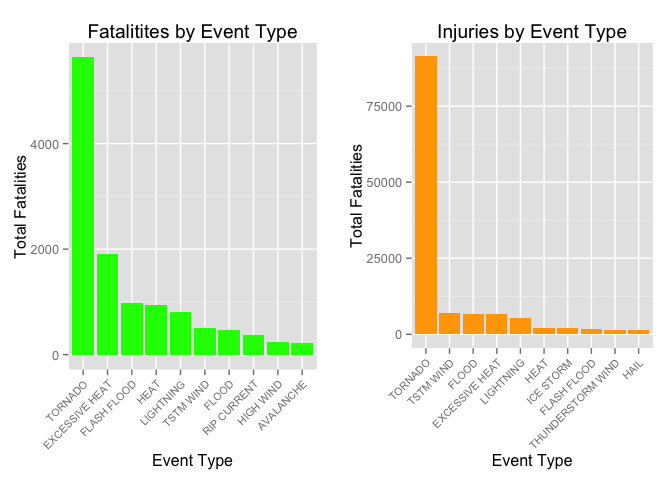 Fatalitites by Event Type
Total Fatalities
4000
2000
0
TORNADO
EXCESSIVE HEAT
FLASH FLOOD
HEAT
LIGHTNING
TSTM WIND
FLOOD
RIP CURRENT
HIGH WIND
AVALANCHE
Event Type
Injuries by Event Type
Total Fatalities
75000
50000
25000
0
TORNADO
TSTM WIND
FLOOD
EXCESSIVE HEAT
LIGHTNING
HEAT
ICE STORM
FLASH FLOOD
THUNDERSTORM WIND
HAIL
Event Type